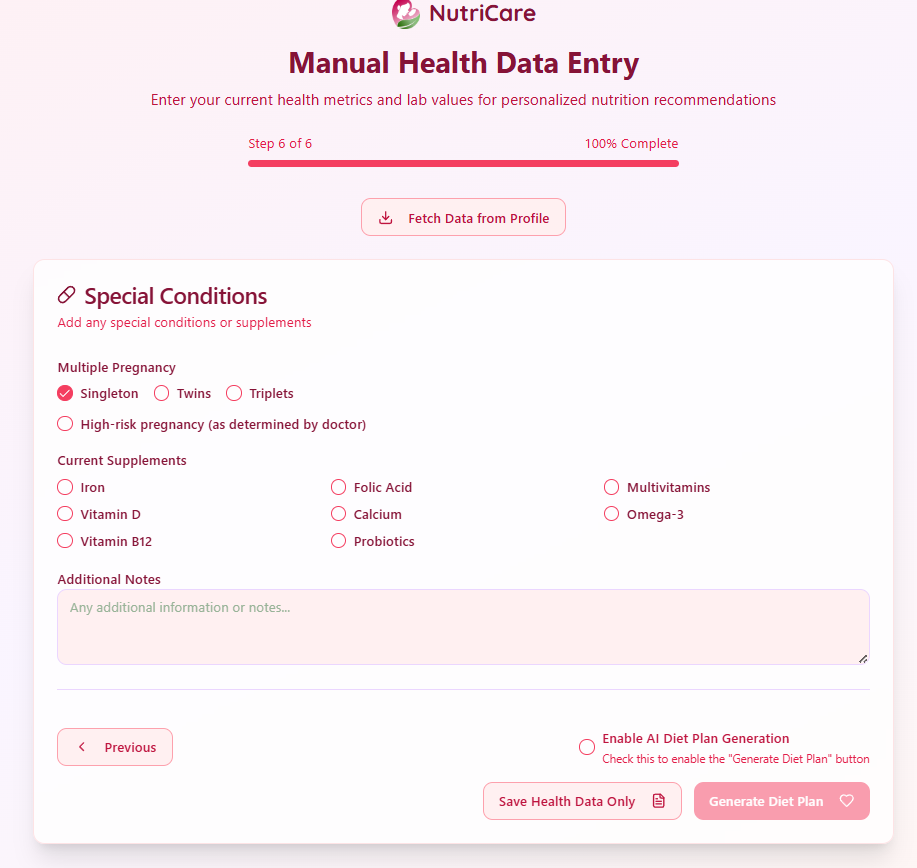 NutriCare
Manual Health Data Entry
Enter your current health metrics and lab values for personalized nutrition recommendations
Step 6 of 6 100% Complete
Fetch Data from Profile
Special Conditions
Add any special conditions or supplements
Multiple Pregnancy
Singleton Twins Triplets
High-risk pregnancy (as determined by doctor)
Current Supplements
Iron Folic Acid Multivitamins
Vitamin D Calcium Omega-3
Vitamin B12 Probiotics
Additional Notes
Any additional information or notes...
Enable AI Diet Plan Generation
Previous
Check this to enable the "Generate Diet Plan" button
Save Health Data Only Generate Diet Plan